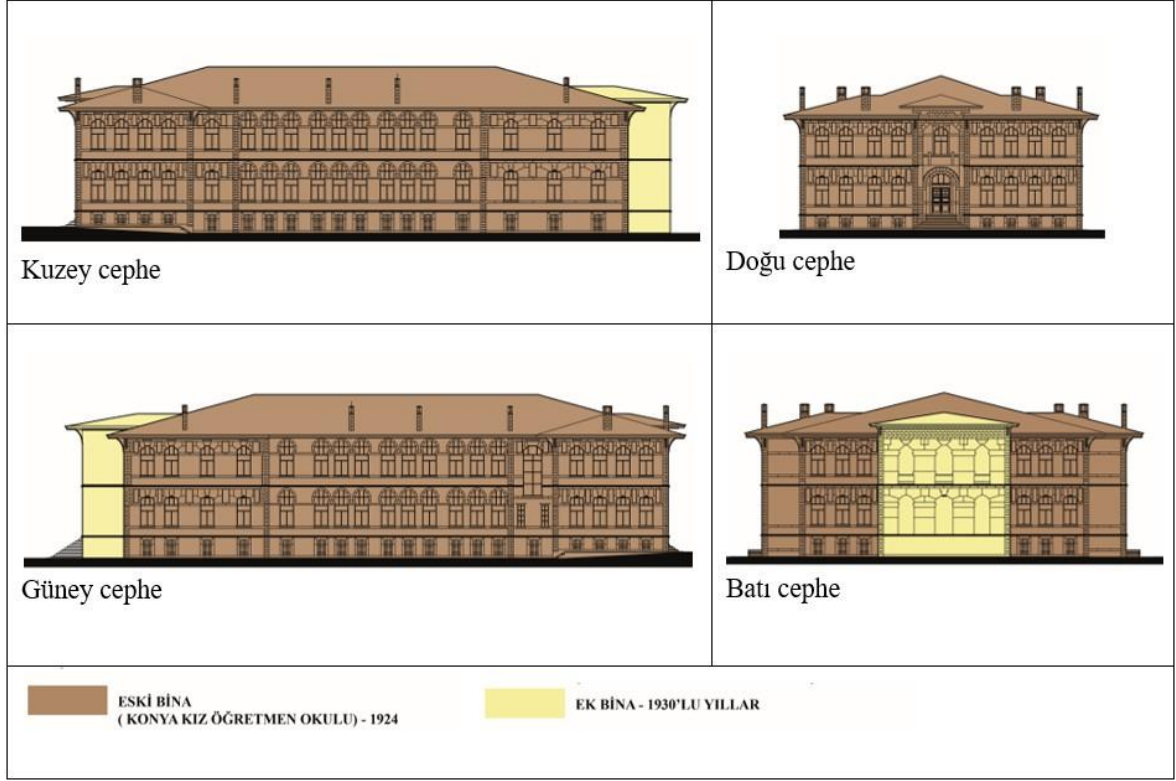 Kuzey cephe
Doğu cephe
Güney cephe
Batı cephe
ESKİ BİNA
( KONYA KIZ ÖĞRETMEN OKULU) - 1924
EK BİNA - 1930'LU YILLAR